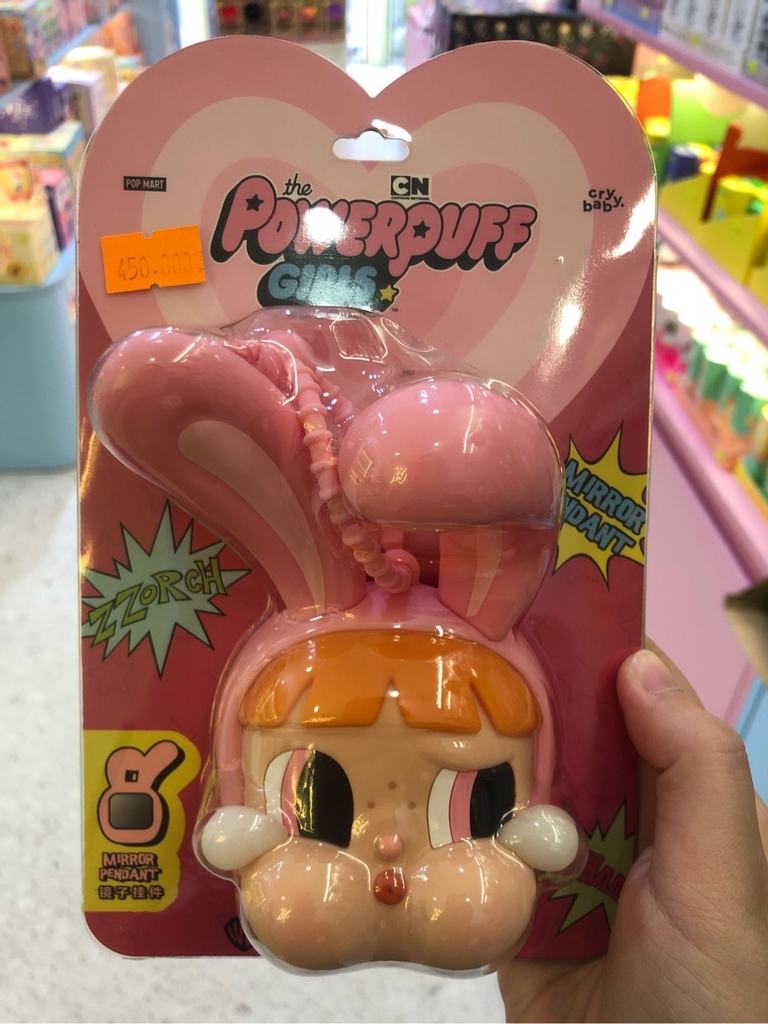 POP MART
the
CN
CARTOON NETWORK
cry
baby.
POWERPUFF
GIRLS
TM
450.000
MIRROR
PENDANT
ZZORCH
MIRROR
PENDANT
镜子挂件